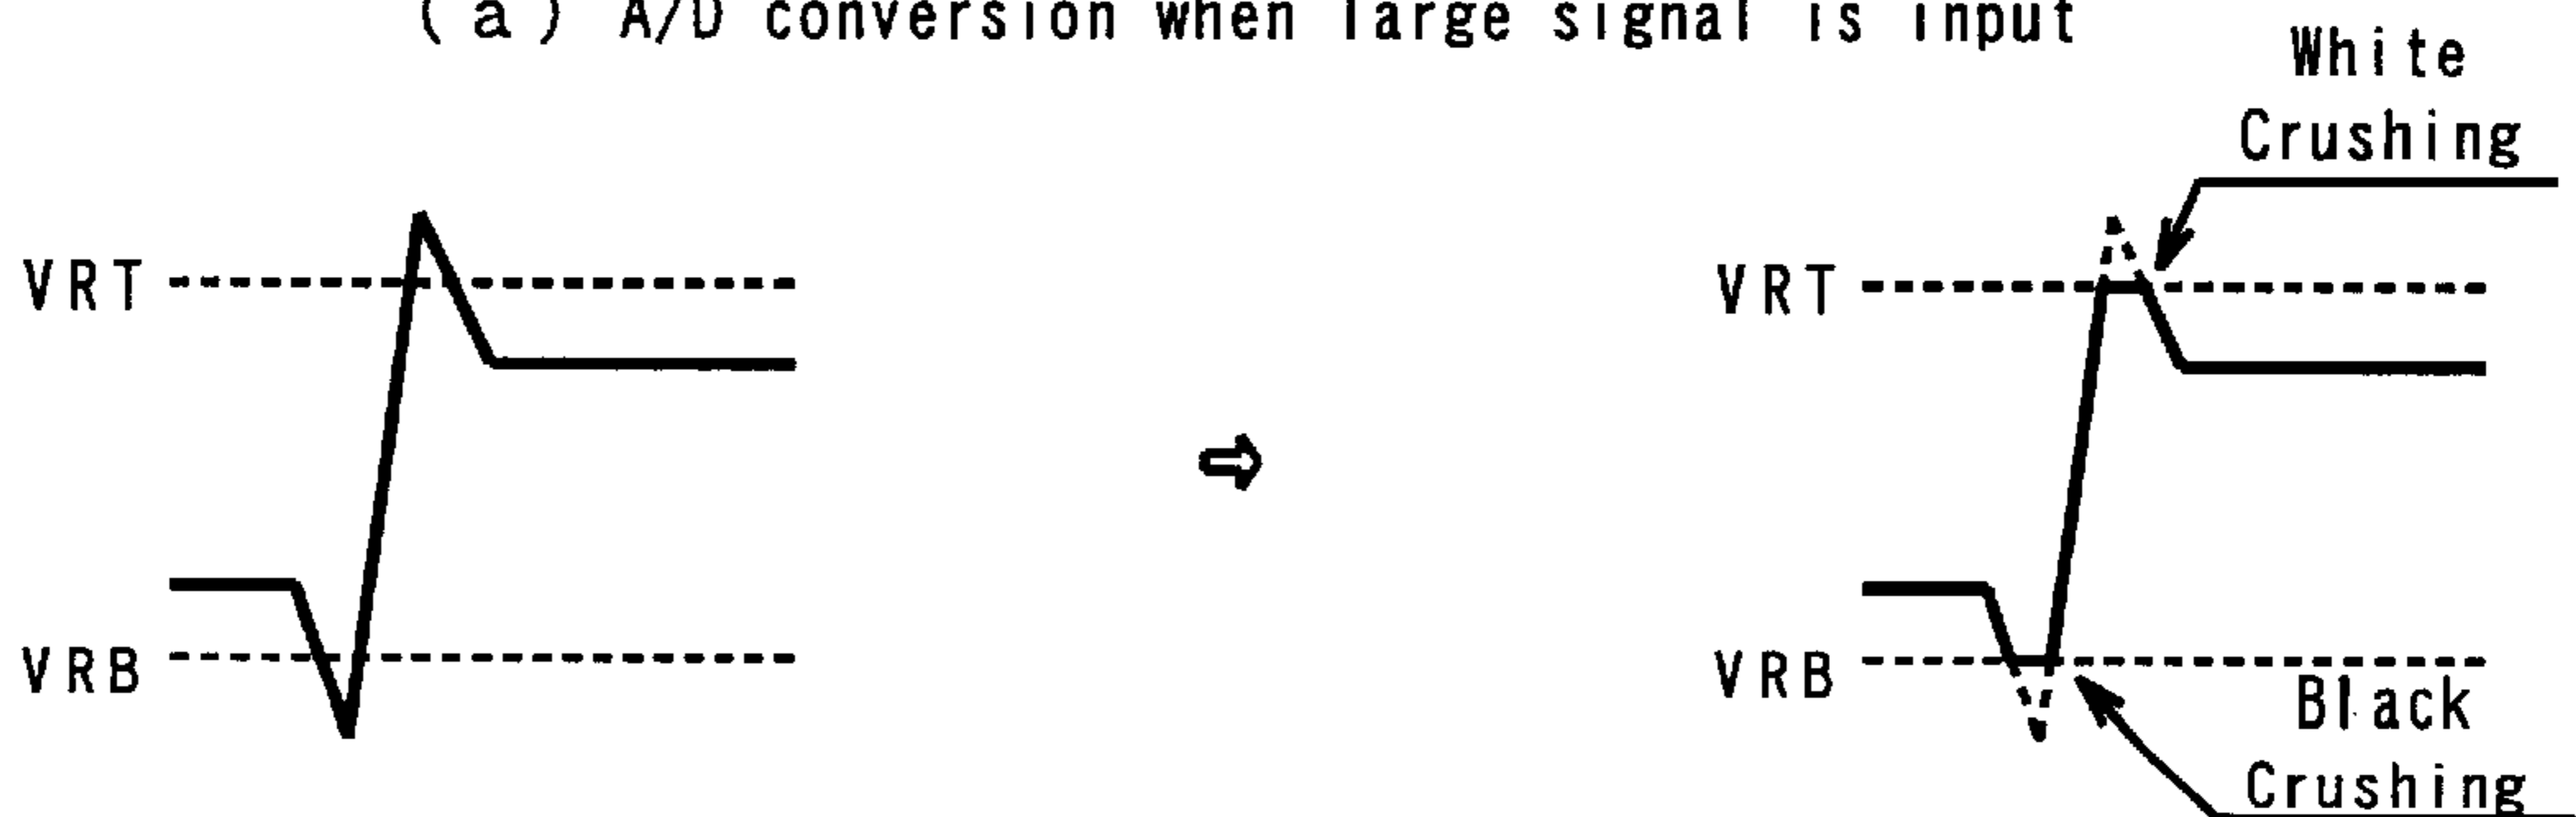 (a) A/D conversion when large signal is input
White
Crushing
VRT
VRT
VRB
VRB
Black
Crushing